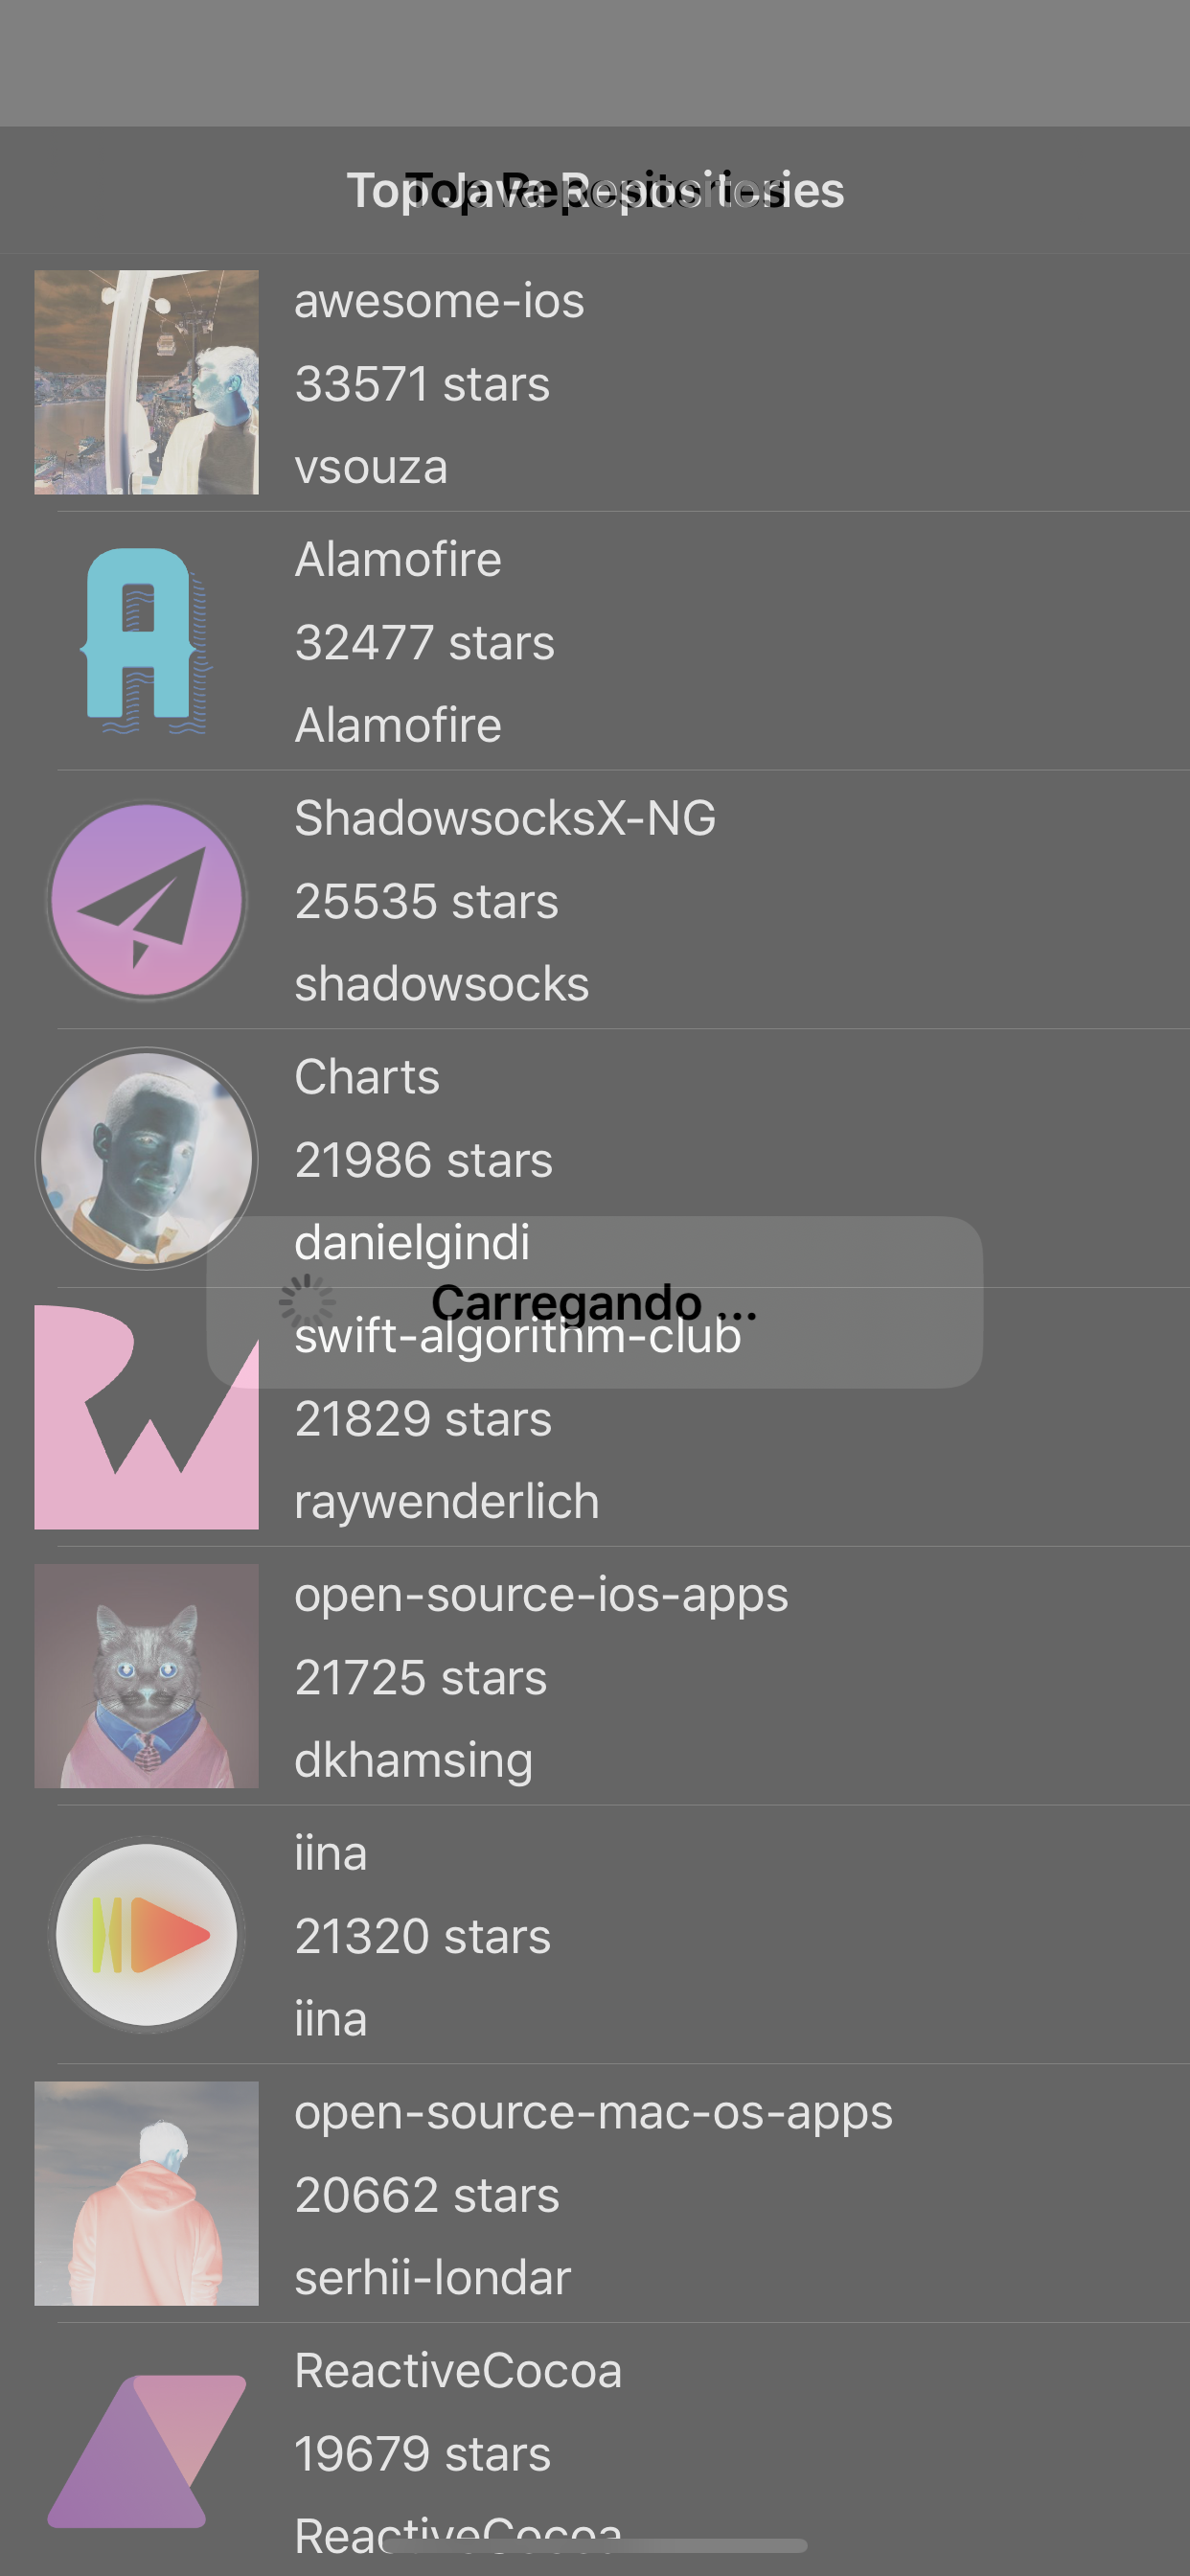 Top Java Repositories
Top Repositories
awesome-ios
33571 stars
vsouza
Alamofire
32477 stars
Alamofire
ShadowsocksX-NG
25535 stars
shadowsocks
Charts
21986 stars
danielgindi
Carregando ...
swift-algorithm-club
21829 stars
raywenderlich
open-source-ios-apps
21725 stars
dkhamsing
iina
21320 stars
iina
open-source-mac-os-apps
20662 stars
serhii-londar
ReactiveCocoa
19679 stars
ReactiveCocoa